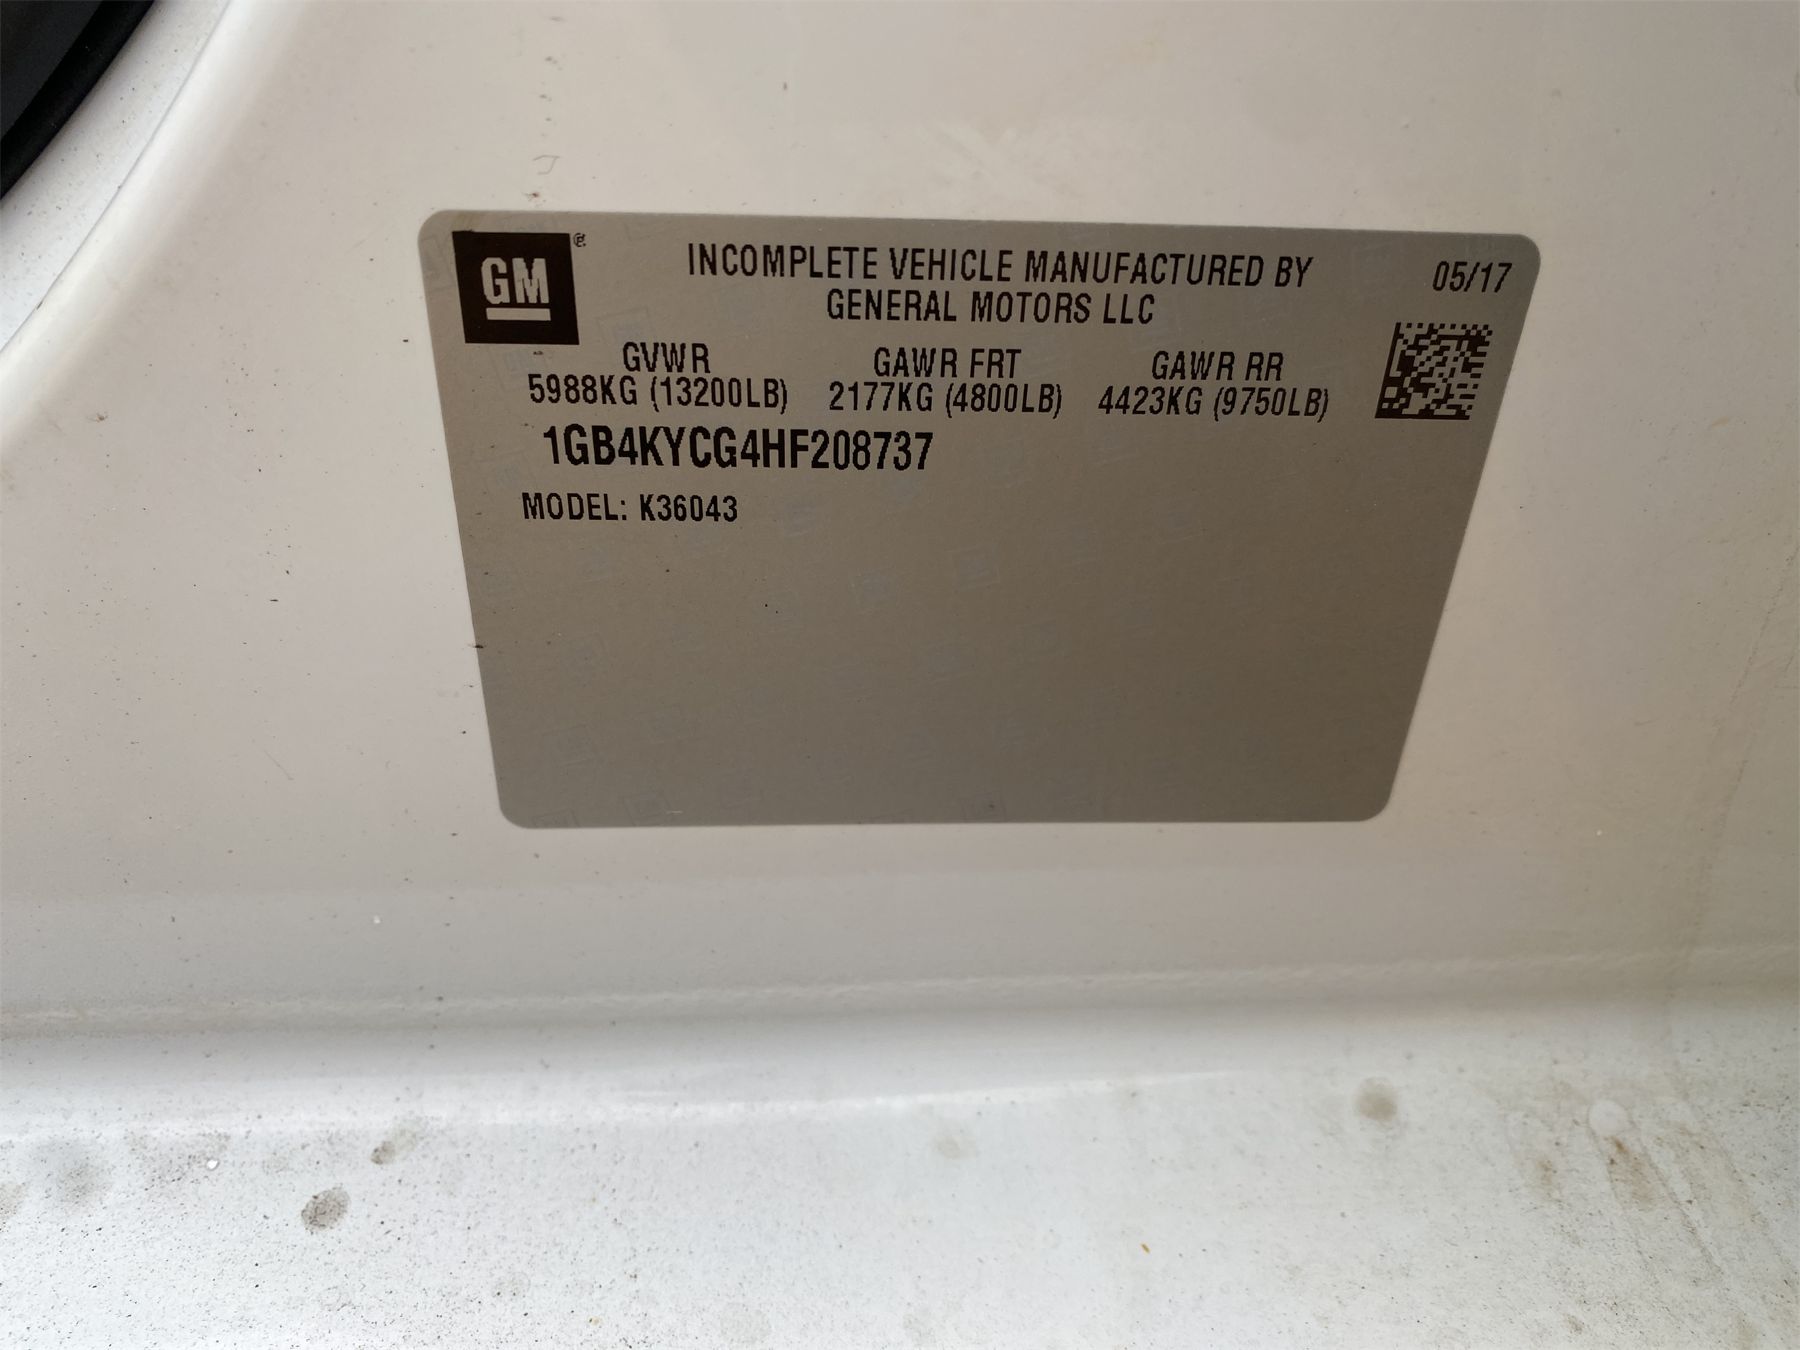 GM ®
INCOMPLETE VEHICLE MANUFACTURED BY
GENERAL MOTORS LLC
05/17
GVWR GAWR FRT GAWR RR
5988KG (13200LB) 2177KG (4800LB) 4423KG (9750LB)
1GB4KYCG4HF208737
MODEL: K36043